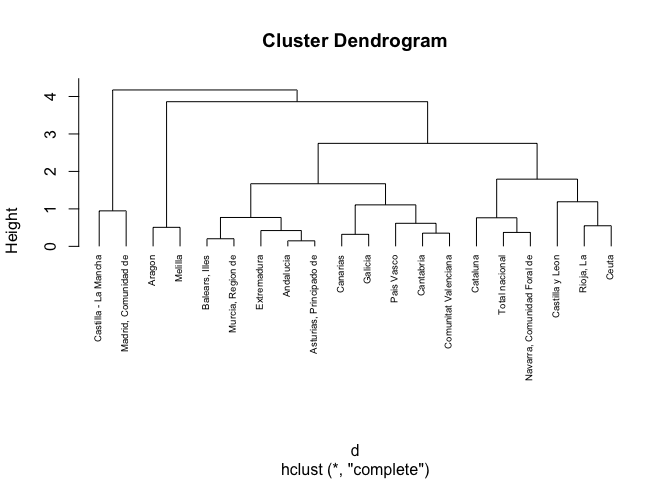 Cluster Dendrogram
Height
4
3
2
1
0
Castilla - La Mancha
Madrid, Comunidad de
Aragon
Melilla
Balears, Illes
Murcia, Region de
Extremadura
Andalucia
Asturias, Principado de
Canarias
Galicia
Pais Vasco
Cantabria
Comunitat Valenciana
Cataluna
Total nacional
Navarra, Comunidad Foral de
Castilla y Leon
Rioja, La
Ceuta
d
hclust (*, "complete")